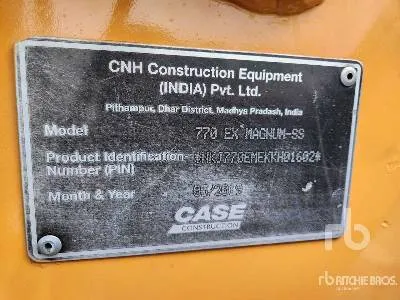 CNH Construction Equipment
(INDIA) Pvt. Ltd.
Pithampur, Dhar District, Madhya Pradesh, India
Model 770 EX MAGNUM-SS
Product Identification *NKJ770EMEKKH01602*
Number (PIN)
Month & Year
CASE
CONSTRUCTION
rb
RITCHIE BROS.